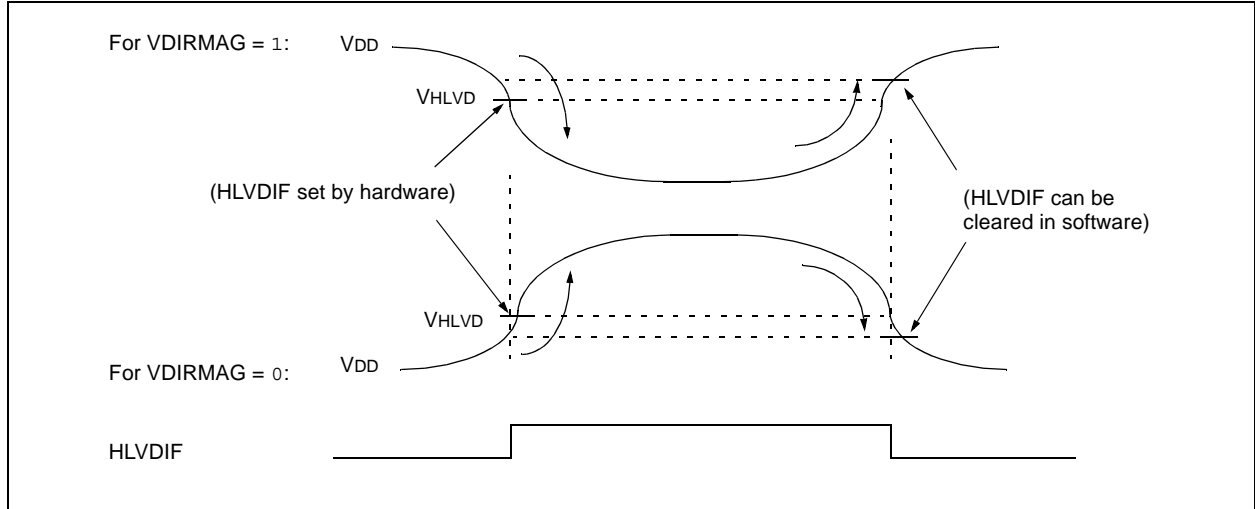 For VDIRMAG = 1:
VDD
VHLVD
(HLVDIF set by hardware)
(HLVDIF can be
cleared in software)
VHLVD
VDD
For VDIRMAG = 0:
HLVDIF